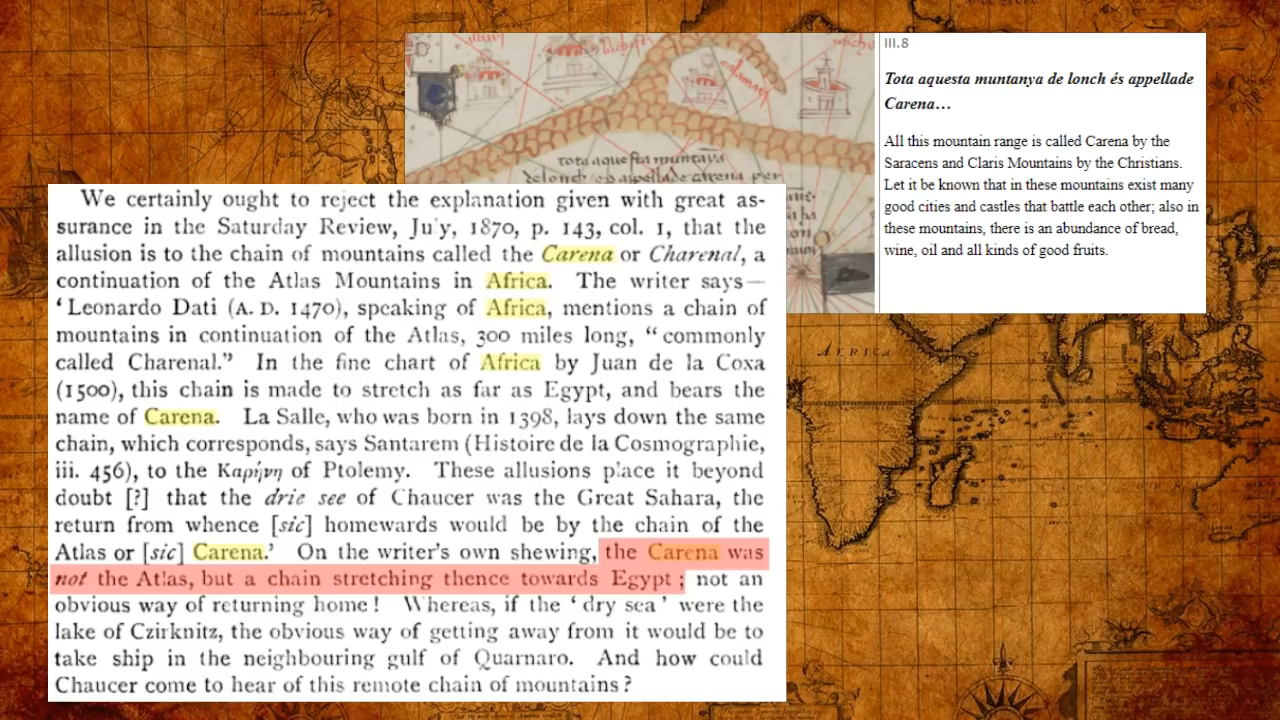 III.8
Tota aquesta muntanya de lonch és appellade
Carena…
All this mountain range is called Carena by the
Saracens and Claris Mountains by the Christians.
Let it be known that in these mountains exist many
good cities and castles that battle each other; also in
these mountains, there is an abundance of bread,
wine, oil and all kinds of good fruits.
tota aquesta muntaya
de lonch es apellade carena per
We certainly ought to reject the explanation given with great as-
surance in the Saturday Review, Ju'y, 1870, p. 143, col. 1, that the
allusion is to the chain of mountains called the Carena or Charenal, a
continuation of the Atlas Mountains in Africa. The writer says—
‘Leonardo Dati (A. D. 1470), speaking of Africa, mentions a chain of
mountains in continuation of the Atlas, 300 miles long, “commonly
called Charenal.” In the fine chart of Africa by Juan de la Coxa
(1500), this chain is made to stretch as far as Egypt, and bears the
name of Carena. La Salle, who was born in 1398, lays down the same
chain, which corresponds, says Santarem (Histoire de la Cosmographie,
iii. 456), to the Καρήνη of Ptolemy. These allusions place it beyond
doubt [?] that the drie see of Chaucer was the Great Sahara, the
return from whence [sic] homewards would be by the chain of the
Atlas or [sic] Carena.’ On the writer's own shewing, the Carena was
not the Atlas, but a chain stretching thence towards Egypt; not an
obvious way of returning home! Whereas, if the ‘dry sea’ were the
lake of Czirknitz, the obvious way of getting away from it would be to
take ship in the neighbouring gulf of Quarnaro. And how could
Chaucer come to hear of this remote chain of mountains?
AFRICAE